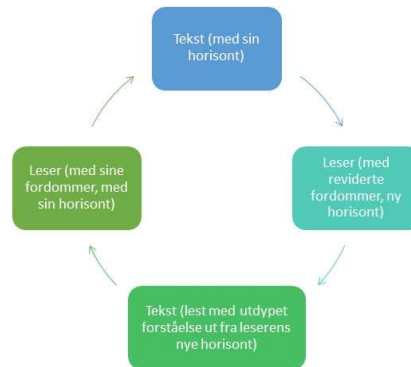 Tekst (med sin
horisont)
Leser (med
reviderte
fordommer, ny
horisont)
Tekst (lest med utdypet
forståelse ut fra leserens
nye horisont)
Leser (med sine
fordommer, med
sin horisont)